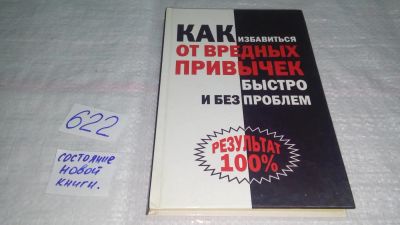 622
состояние
новой
книги.
КАК ИЗБАВИТЬСЯ
ОТ ВРЕДНЫХ
ПРИВЫЧЕК
БЫСТРО
И БЕЗ ПРОБЛЕМ
РЕЗУЛЬТАТ
100%